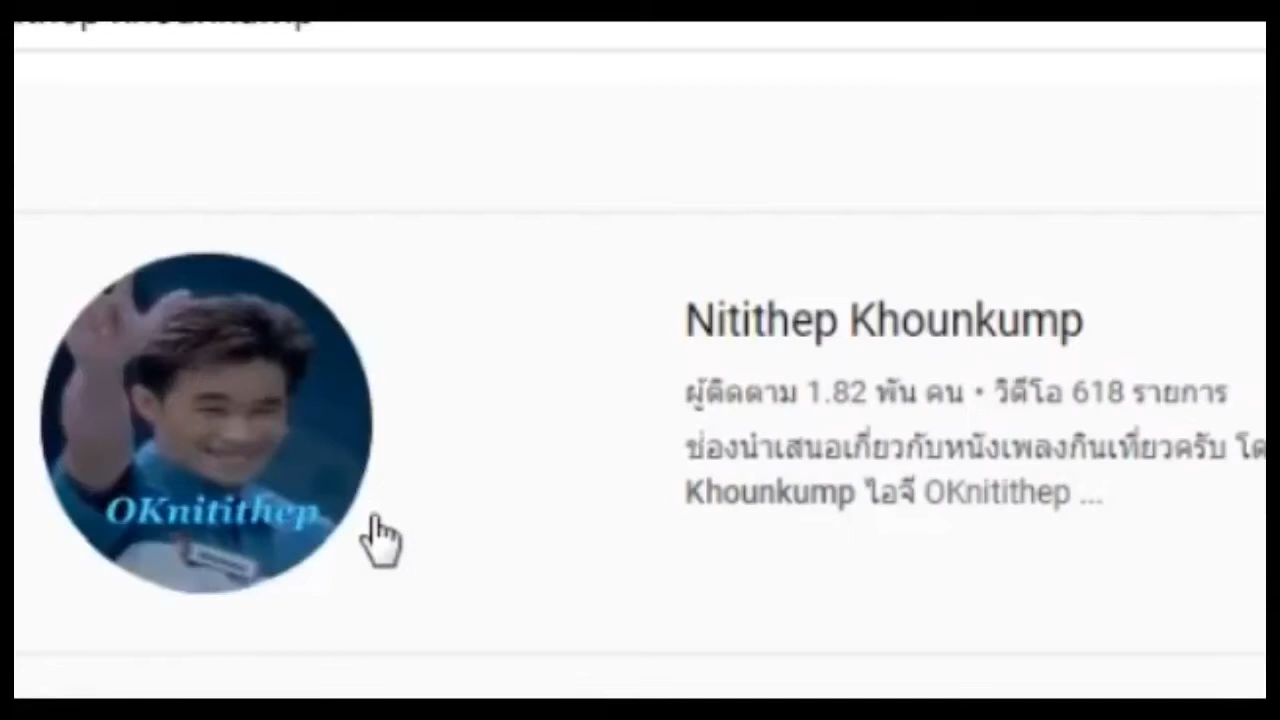 Nitithep Khounkump
ผู้ติดตาม 1.82 พัน คน • วิดีโอ 618 รายการ
ช่องนำเสนอเกี่ยวกับหนังเพลงกินเที่ยวครับ โด
Khounkump ไอจี OKnitithep ...
OKnitithep